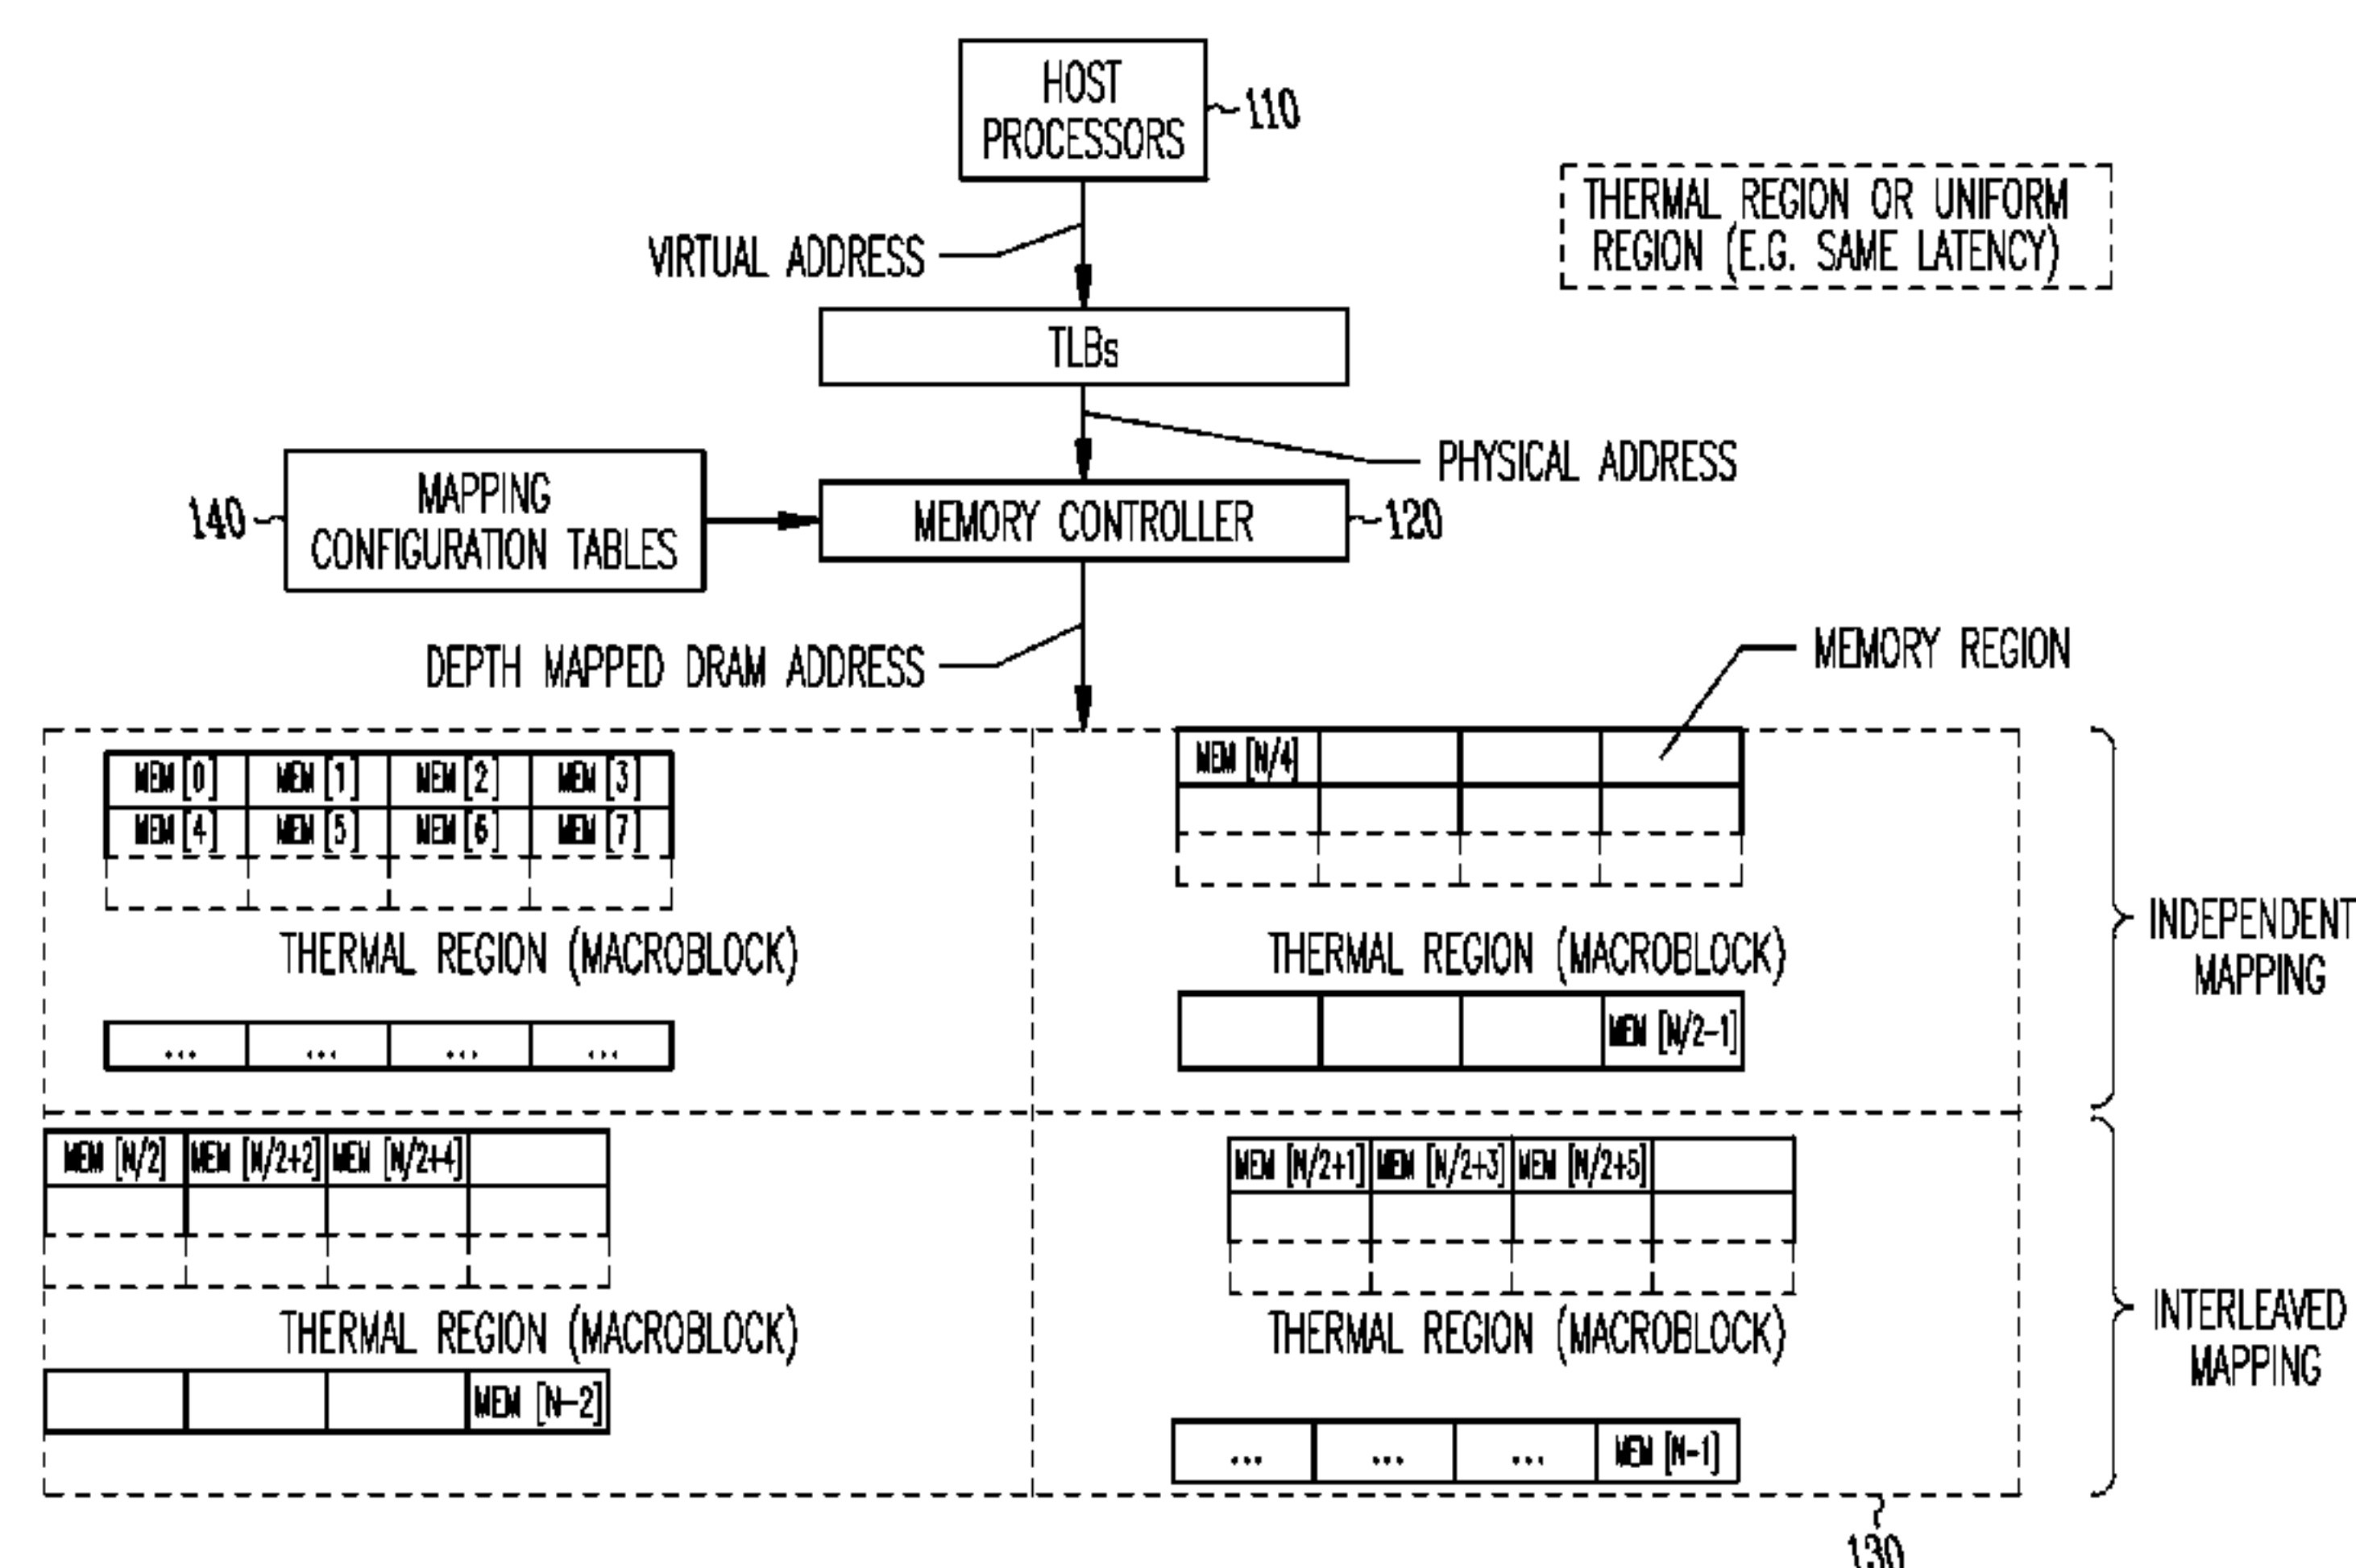 HOST
PROCESSORS
110
THERMAL REGION OR UNIFORM
REGION (E.G. SAME LATENCY)
VIRTUAL ADDRESS
TLBs
PHYSICAL ADDRESS
MAPPING
CONFIGURATION TABLES
140
MEMORY CONTROLLER
120
DEPTH MAPPED DRAM ADDRESS
MEMORY REGION
MEM [0] MEM [1] MEM [2] MEM [3]
MEM [4] MEM [5] MEM [6] MEM [7]
THERMAL REGION (MACROBLOCK)
... ... ... ...
MEM [N/4]
THERMAL REGION (MACROBLOCK)
MEM [N/2-1]
INDEPENDENT
MAPPING
MEM [N/2] MEM [N/2+2] MEM [N/2+4]
THERMAL REGION (MACROBLOCK)
MEM [N-2]
MEM [N/2+1] MEM [N/2+3] MEM [N/2+5]
THERMAL REGION (MACROBLOCK)
... ... ... MEM [N-1]
INTERLEAVED
MAPPING
130